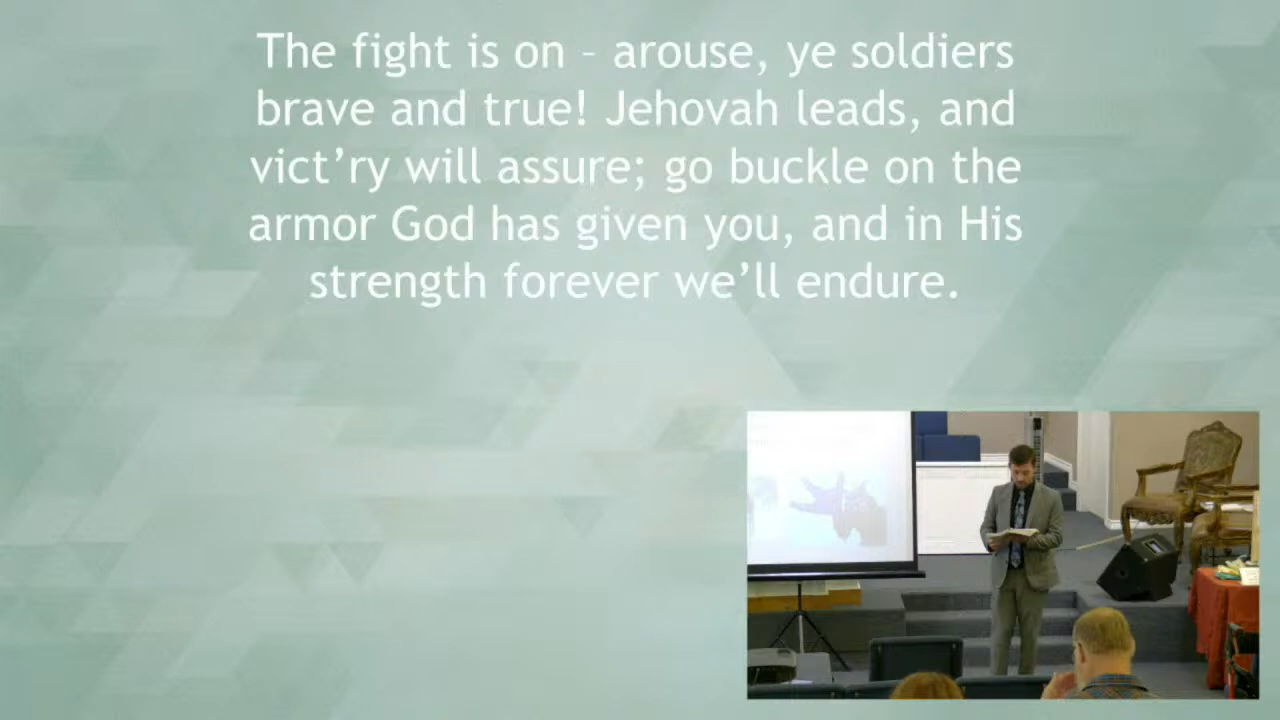 The fight is on – arouse, ye soldiers
brave and true! Jehovah leads, and
vict’ry will assure; go buckle on the
armor God has given you, and in His
strength forever we’ll endure.